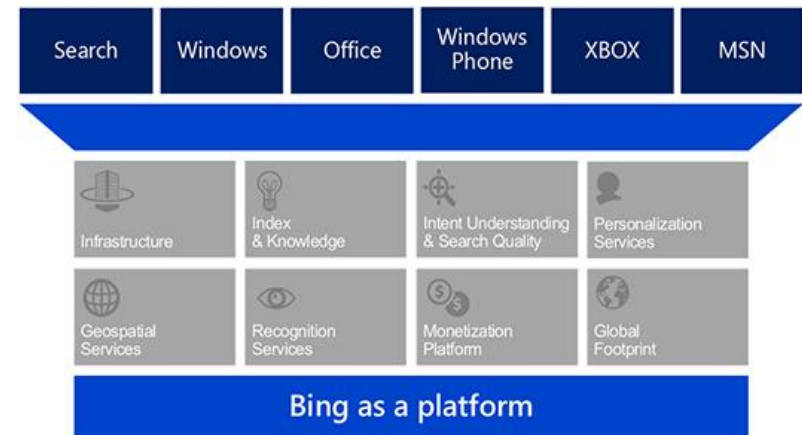 Search
Windows
Office
Windows
Phone
XBOX
MSN
Infrastructure
Index
& Knowledge
Intent Understanding
& Search Quality
Personalization
Services
Geospatial
Services
Recognition
Services
Monetization
Platform
Global
Footprint
Bing as a platform